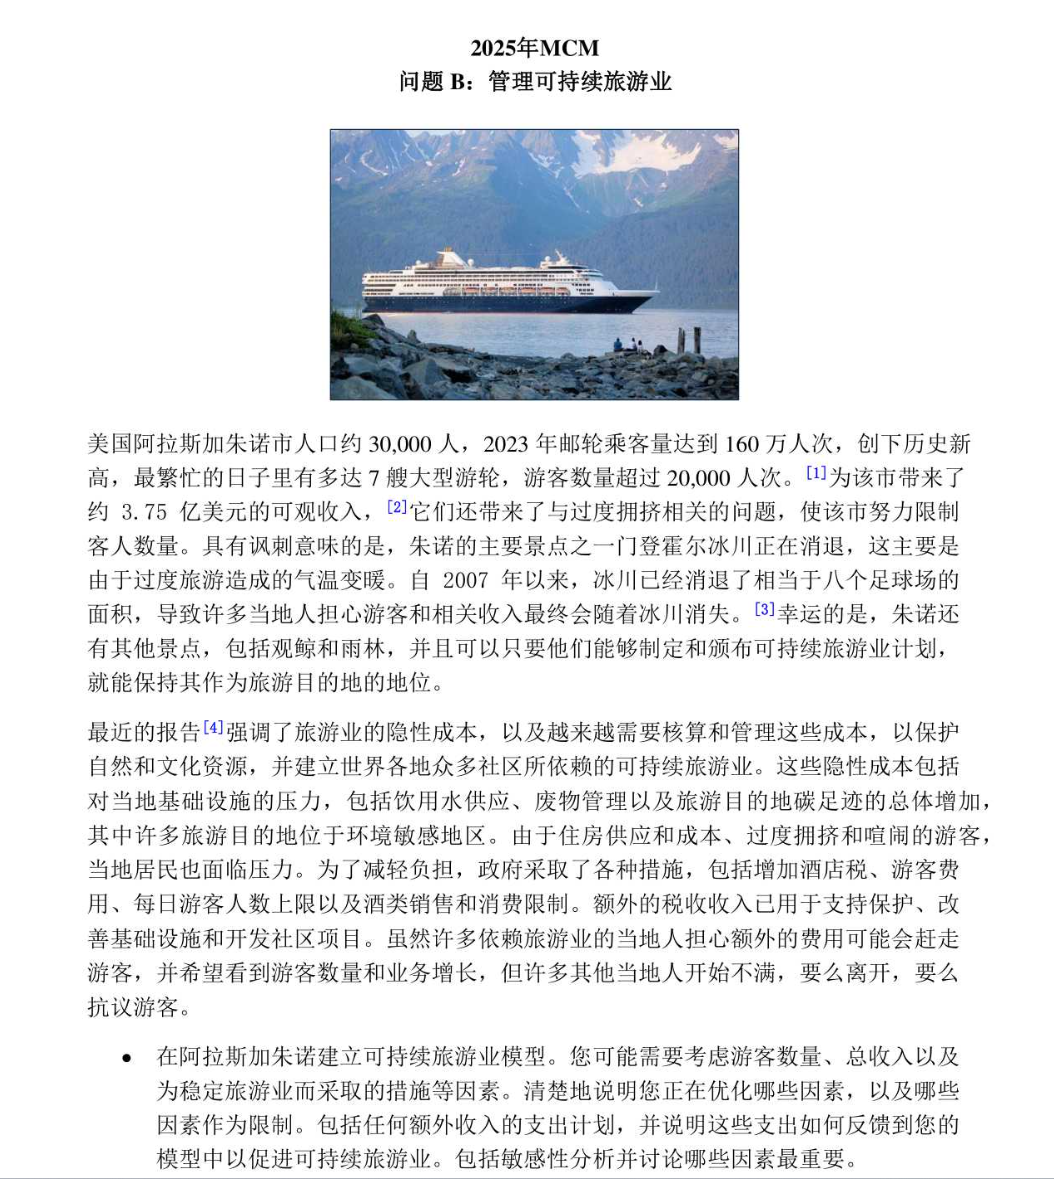 2025年MCM
问题 B：管理可持续旅游业
美国阿拉斯加朱诺市人口约 30,000 人，2023 年邮轮乘客量达到 160 万人次，创下历史新
高，最繁忙的日子里有多达 7 艘大型游轮，游客数量超过 20,000 人次。[1]为该市带来了
约 3.75 亿美元的可观收入，[2]它们还带来了与过度拥挤相关的问题，使该市努力限制
客人数量。具有讽刺意味的是，朱诺的主要景点之一门登霍尔冰川正在消退，这主要是
由于过度旅游造成的气温变暖。自 2007 年以来，冰川已经消退了相当于八个足球场的
面积，导致许多当地人担心游客和相关收入最终会随着冰川消失。[3]幸运的是，朱诺还
有其他景点，包括观鲸和雨林，并且可以只要他们能够制定和颁布可持续旅游业计划，
就能保持其作为旅游目的地的地位。
最近的报告[4]强调了旅游业的隐性成本，以及越来越需要核算和管理这些成本，以保护
自然和文化资源，并建立世界各地众多社区所依赖的可持续旅游业。这些隐性成本包括
对当地基础设施的压力，包括饮用水供应、废物管理以及旅游目的地碳足迹的总体增加，
其中许多旅游目的地位于环境敏感地区。由于住房供应和成本、过度拥挤和喧闹的游客，
当地居民也面临压力。为了减轻负担，政府采取了各种措施，包括增加酒店税、游客费
用、每日游客人数上限以及酒类销售和消费限制。额外的税收收入已用于支持保护、改
善基础设施和开发社区项目。虽然许多依赖旅游业的当地人担心额外的费用可能会赶走
游客，并希望看到游客数量和业务增长，但许多其他当地人开始不满，要么离开，要么
抗议游客。
• 在阿拉斯加朱诺建立可持续旅游业模型。您可能需要考虑游客数量、总收入以及
为稳定旅游业而采取的措施等因素。清楚地说明您正在优化哪些因素，以及哪些
因素作为限制。包括任何额外收入的支出计划，并说明这些支出如何反馈到您的
模型中以促进可持续旅游业。包括敏感性分析并讨论哪些因素最重要。